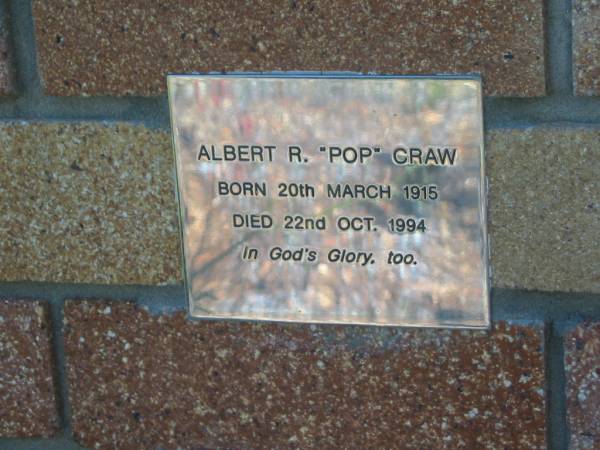 ALBERT R. "POP" CRAW
BORN 20th MARCH 1915
DIED 22nd OCT. 1994
In God's Glory, too.